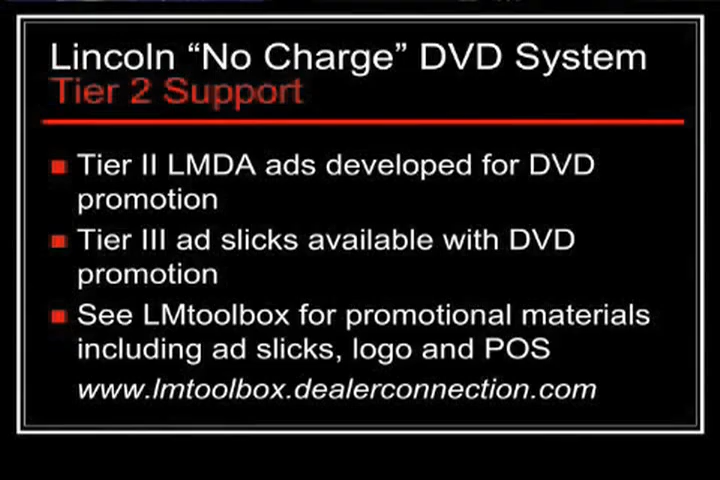 Lincoln “No Charge” DVD System
Tier 2 Support
Tier II LMDA ads developed for DVD
promotion
Tier III ad slicks available with DVD
promotion
See LMtoolbox for promotional materials
including ad slicks, logo and POS
www.lmtoolbox.dealerconnection.com